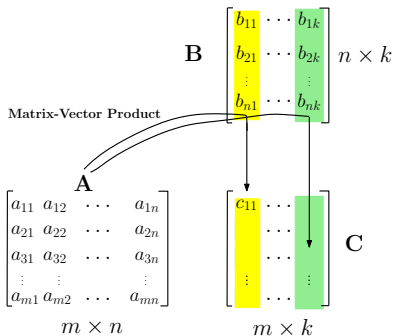 b11 ··· b1k
B b21 ··· b2k n × k
⋮ ⋮
bn1 ··· bnk
Matrix-Vector Product
A
a11 a12 ··· a1n
a21 a22 ··· a2n
a31 a32 ··· a3n
⋮ ⋮ ⋮
am1 am2 ··· amn
m × n
c11 ···
···
··· C
⋮ ⋮
···
m × k